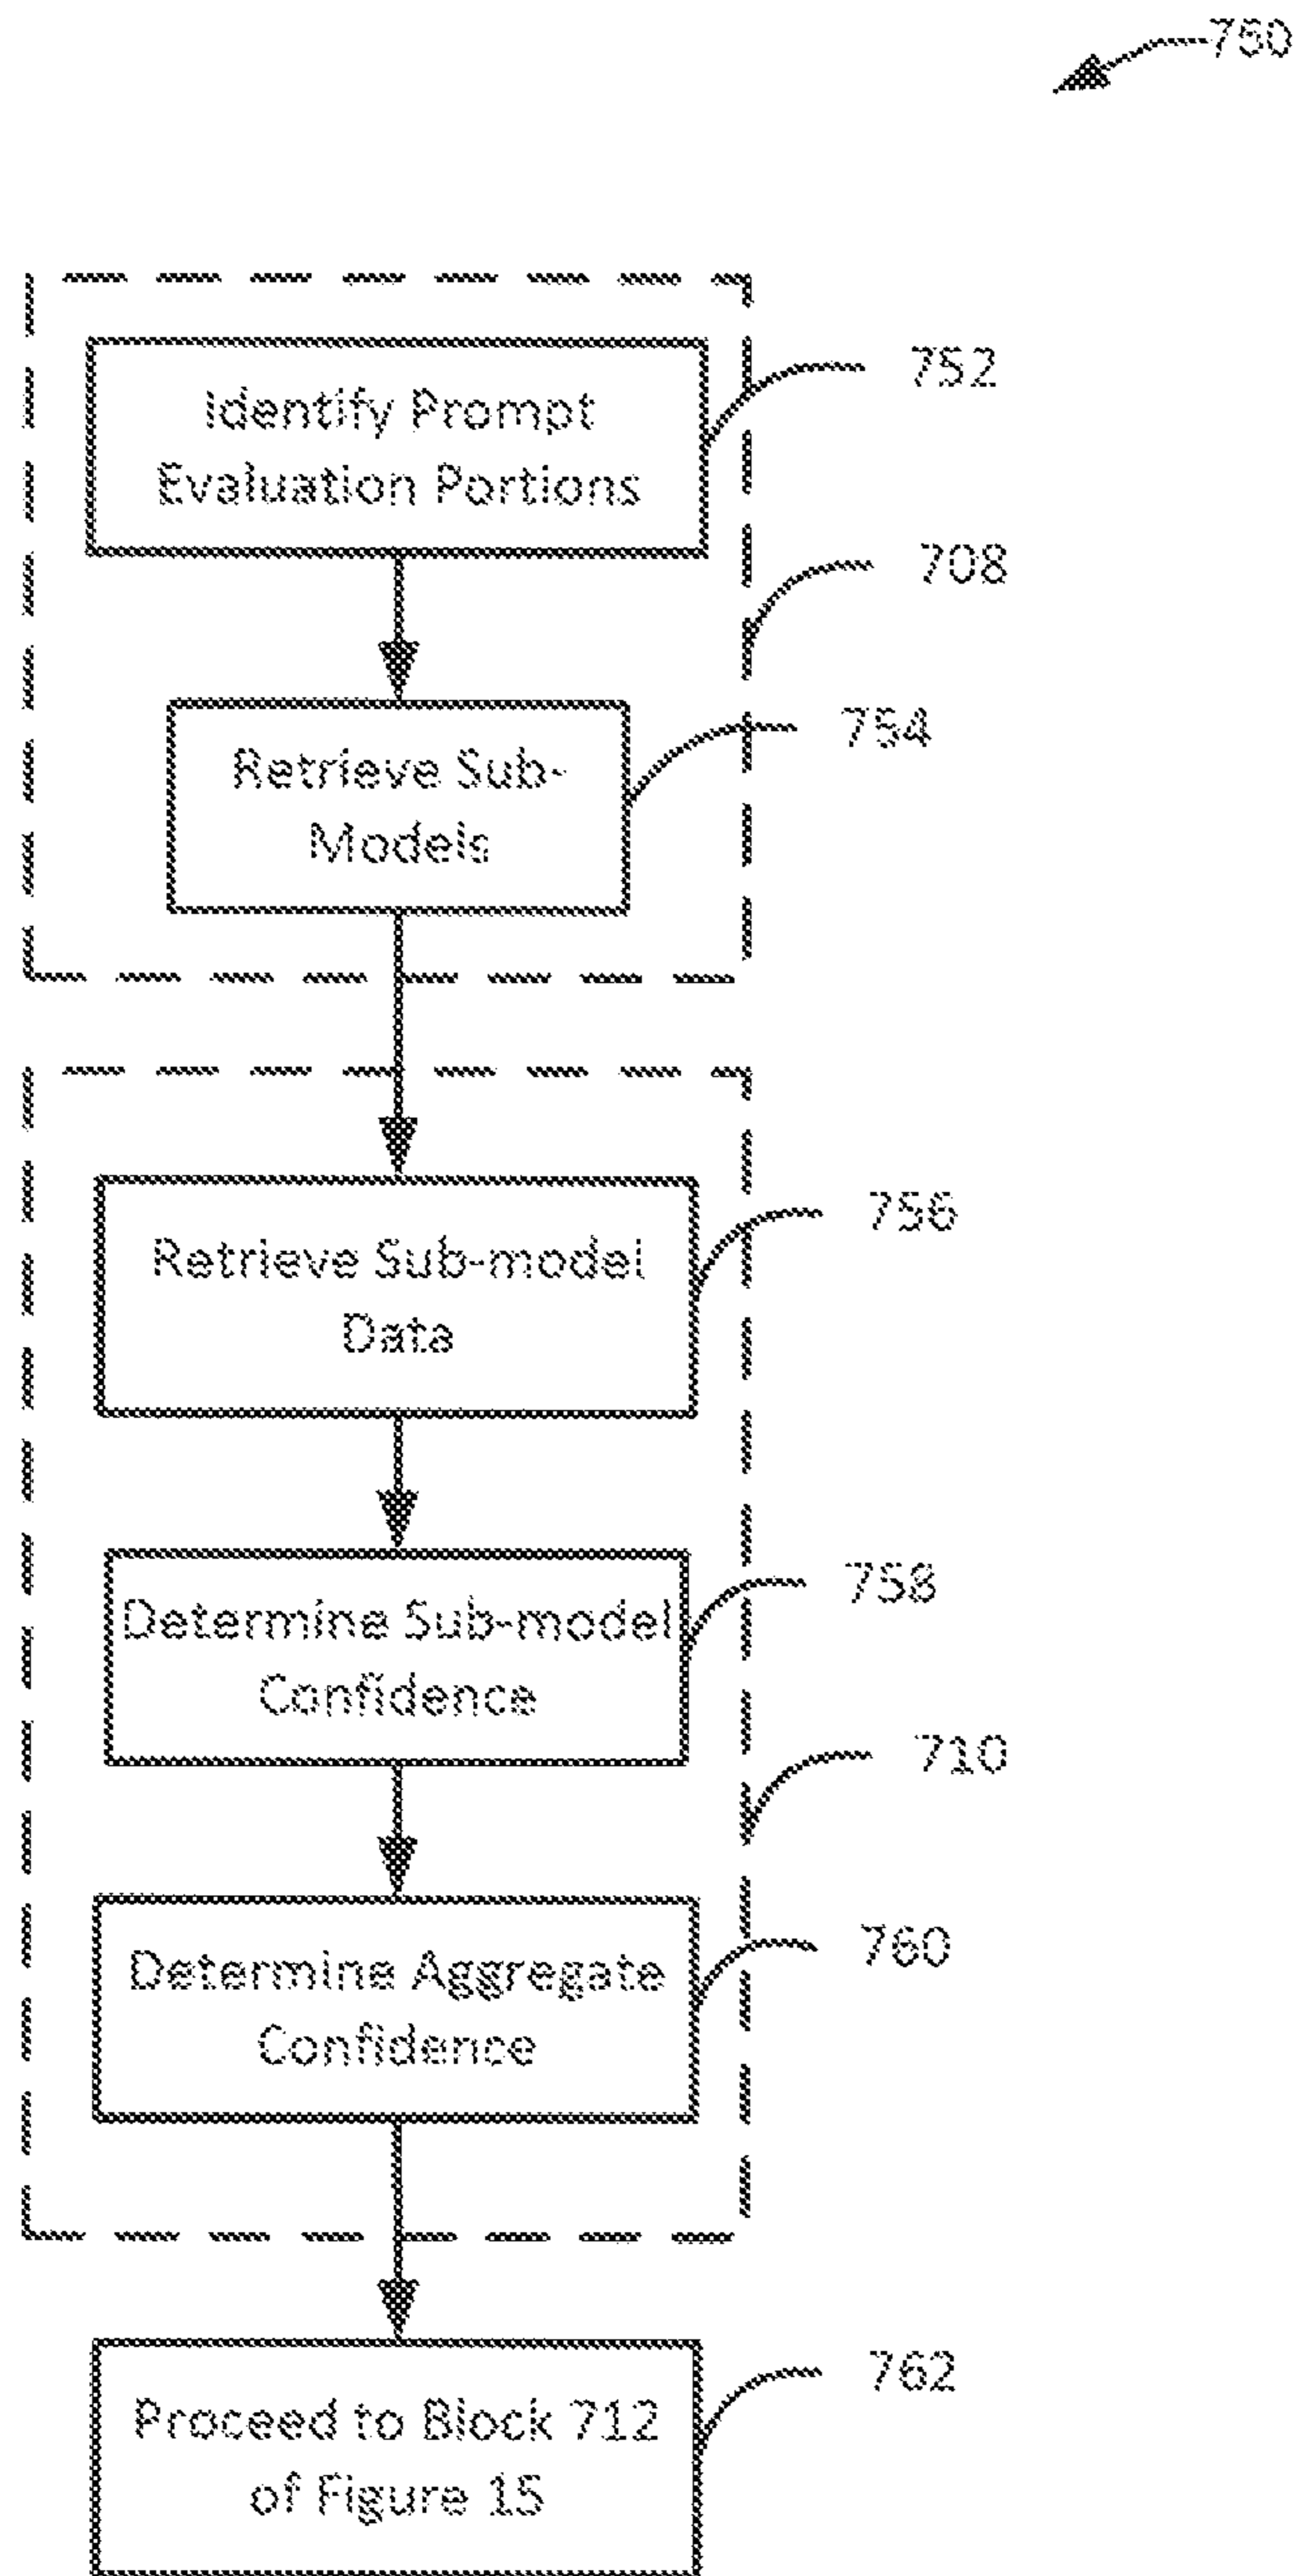 750
Identify Prompt
Evaluation Portions
752
708
Retrieve Sub-
Models
754
Retrieve Sub-model
Data
756
Determine Sub-model
Confidence
758
710
Determine Aggregate
Confidence
760
Proceed to Block 712
of Figure 15
762